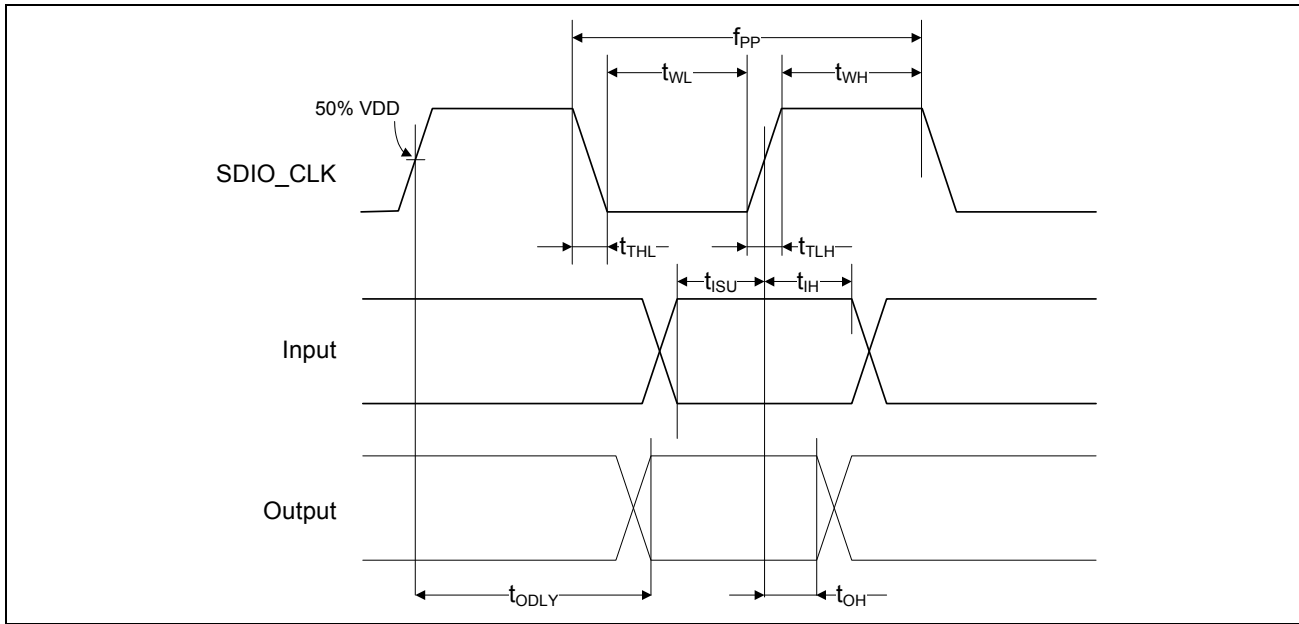 fPP
tWL
tWH
50% VDD
SDIO_CLK
tTHL
tTLH
tISU
tIH
Input
Output
tODLY
tOH